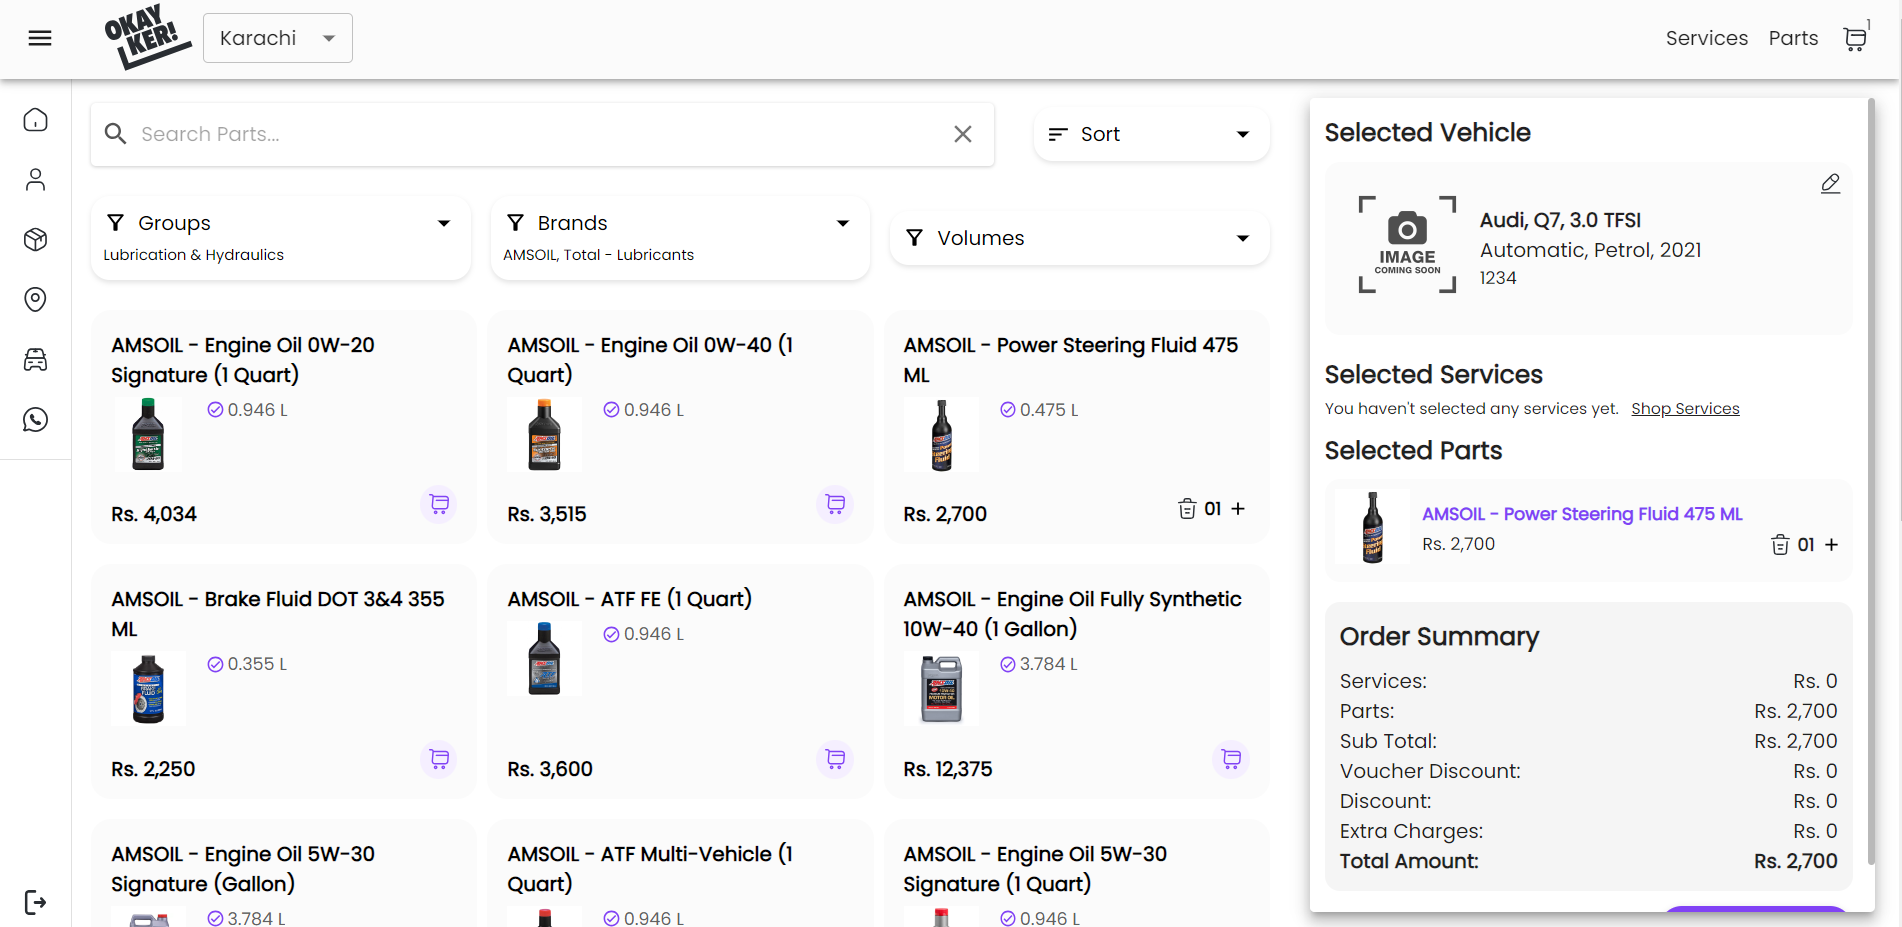 OKAY
KER!
Karachi
Services
Parts
1
Search Parts...
Sort
Groups
Lubrication & Hydraulics
Brands
AMSOIL, Total - Lubricants
Volumes
AMSOIL - Engine Oil 0W-20
Signature (1 Quart)
0.946 L
Rs. 4,034
AMSOIL - Engine Oil 0W-40 (1
Quart)
0.946 L
Rs. 3,515
AMSOIL - Power Steering Fluid 475
ML
0.475 L
Rs. 2,700
01
AMSOIL - Brake Fluid DOT 3&4 355
ML
0.355 L
Rs. 2,250
AMSOIL - ATF FE (1 Quart)
0.946 L
Rs. 3,600
AMSOIL - Engine Oil Fully Synthetic
10W-40 (1 Gallon)
3.784 L
Rs. 12,375
AMSOIL - Engine Oil 5W-30
Signature (Gallon)
3.784 L
AMSOIL - ATF Multi-Vehicle (1
Quart)
0.946 L
AMSOIL - Engine Oil 5W-30
Signature (1 Quart)
0.946 L
Selected Vehicle
IMAGE
COMING SOON
Audi, Q7, 3.0 TFSI
Automatic, Petrol, 2021
1234
Selected Services
You haven't selected any services yet. Shop Services
Selected Parts
AMSOIL - Power Steering Fluid 475 ML
Rs. 2,700
01
Order Summary
Services: Rs. 0
Parts: Rs. 2,700
Sub Total: Rs. 2,700
Voucher Discount: Rs. 0
Discount: Rs. 0
Extra Charges: Rs. 0
Total Amount: Rs. 2,700